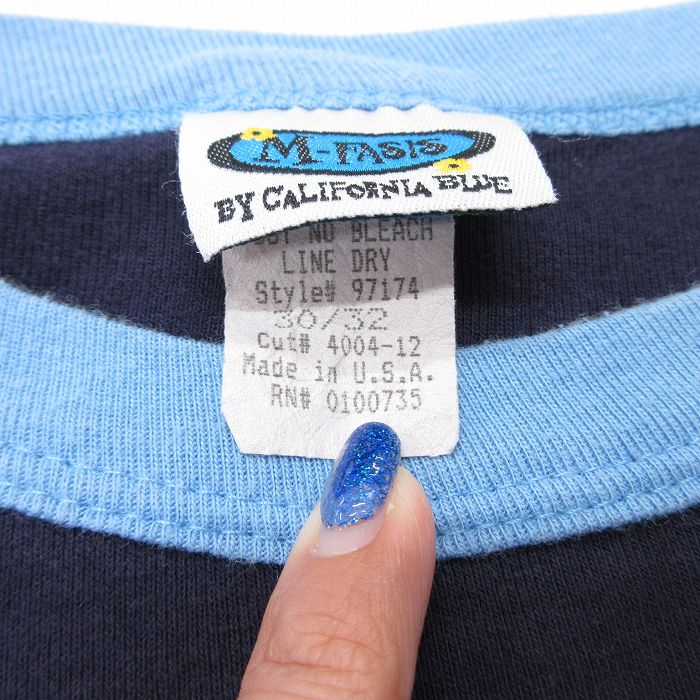 M-FASIS
BY CALIFORNIA BLUE
NO BLEACH
LINE DRY
Style# 97174
30/32
Cut# 4004-12
Made in U.S.A.
RN# 0100735